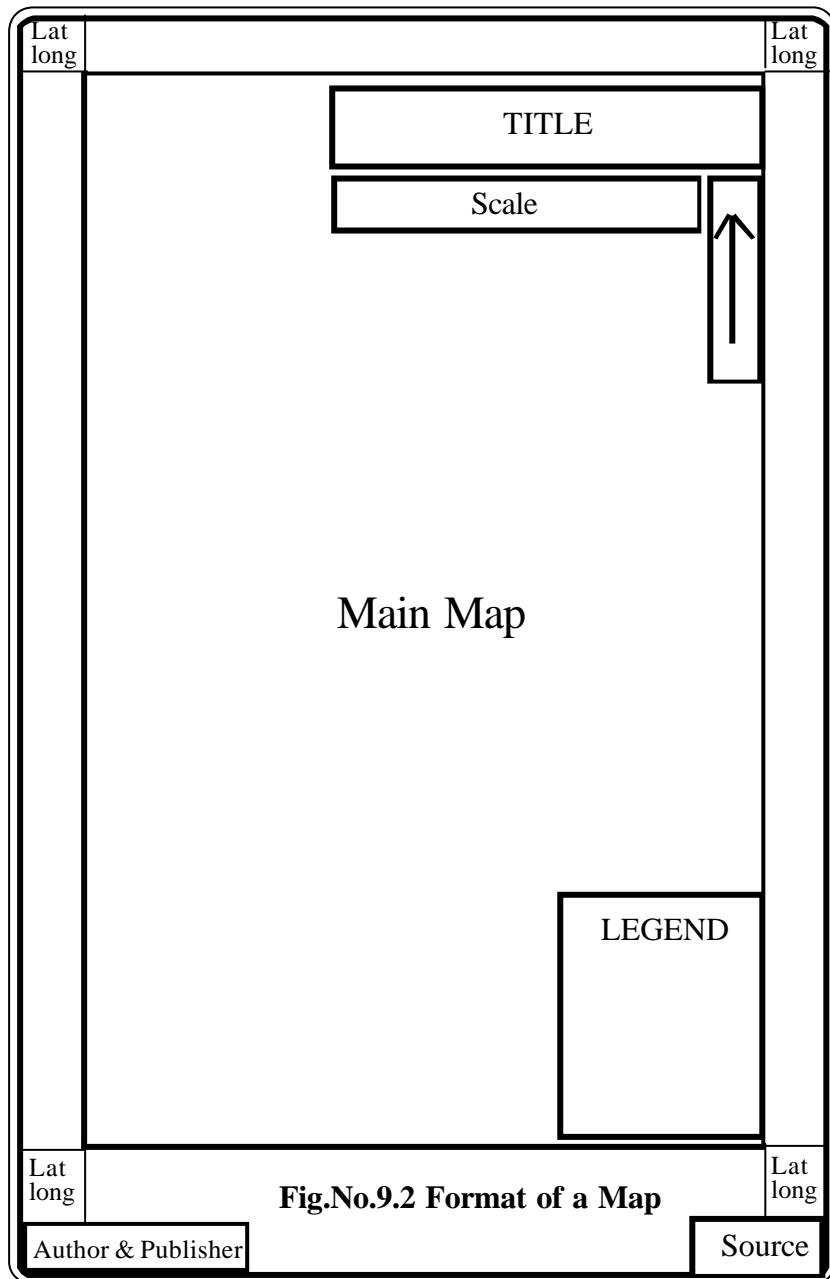 Lat
long
Lat
long
TITLE
Scale
Main Map
LEGEND
Lat
long
Fig.No.9.2 Format of a Map
Lat
long
Author & Publisher
Source